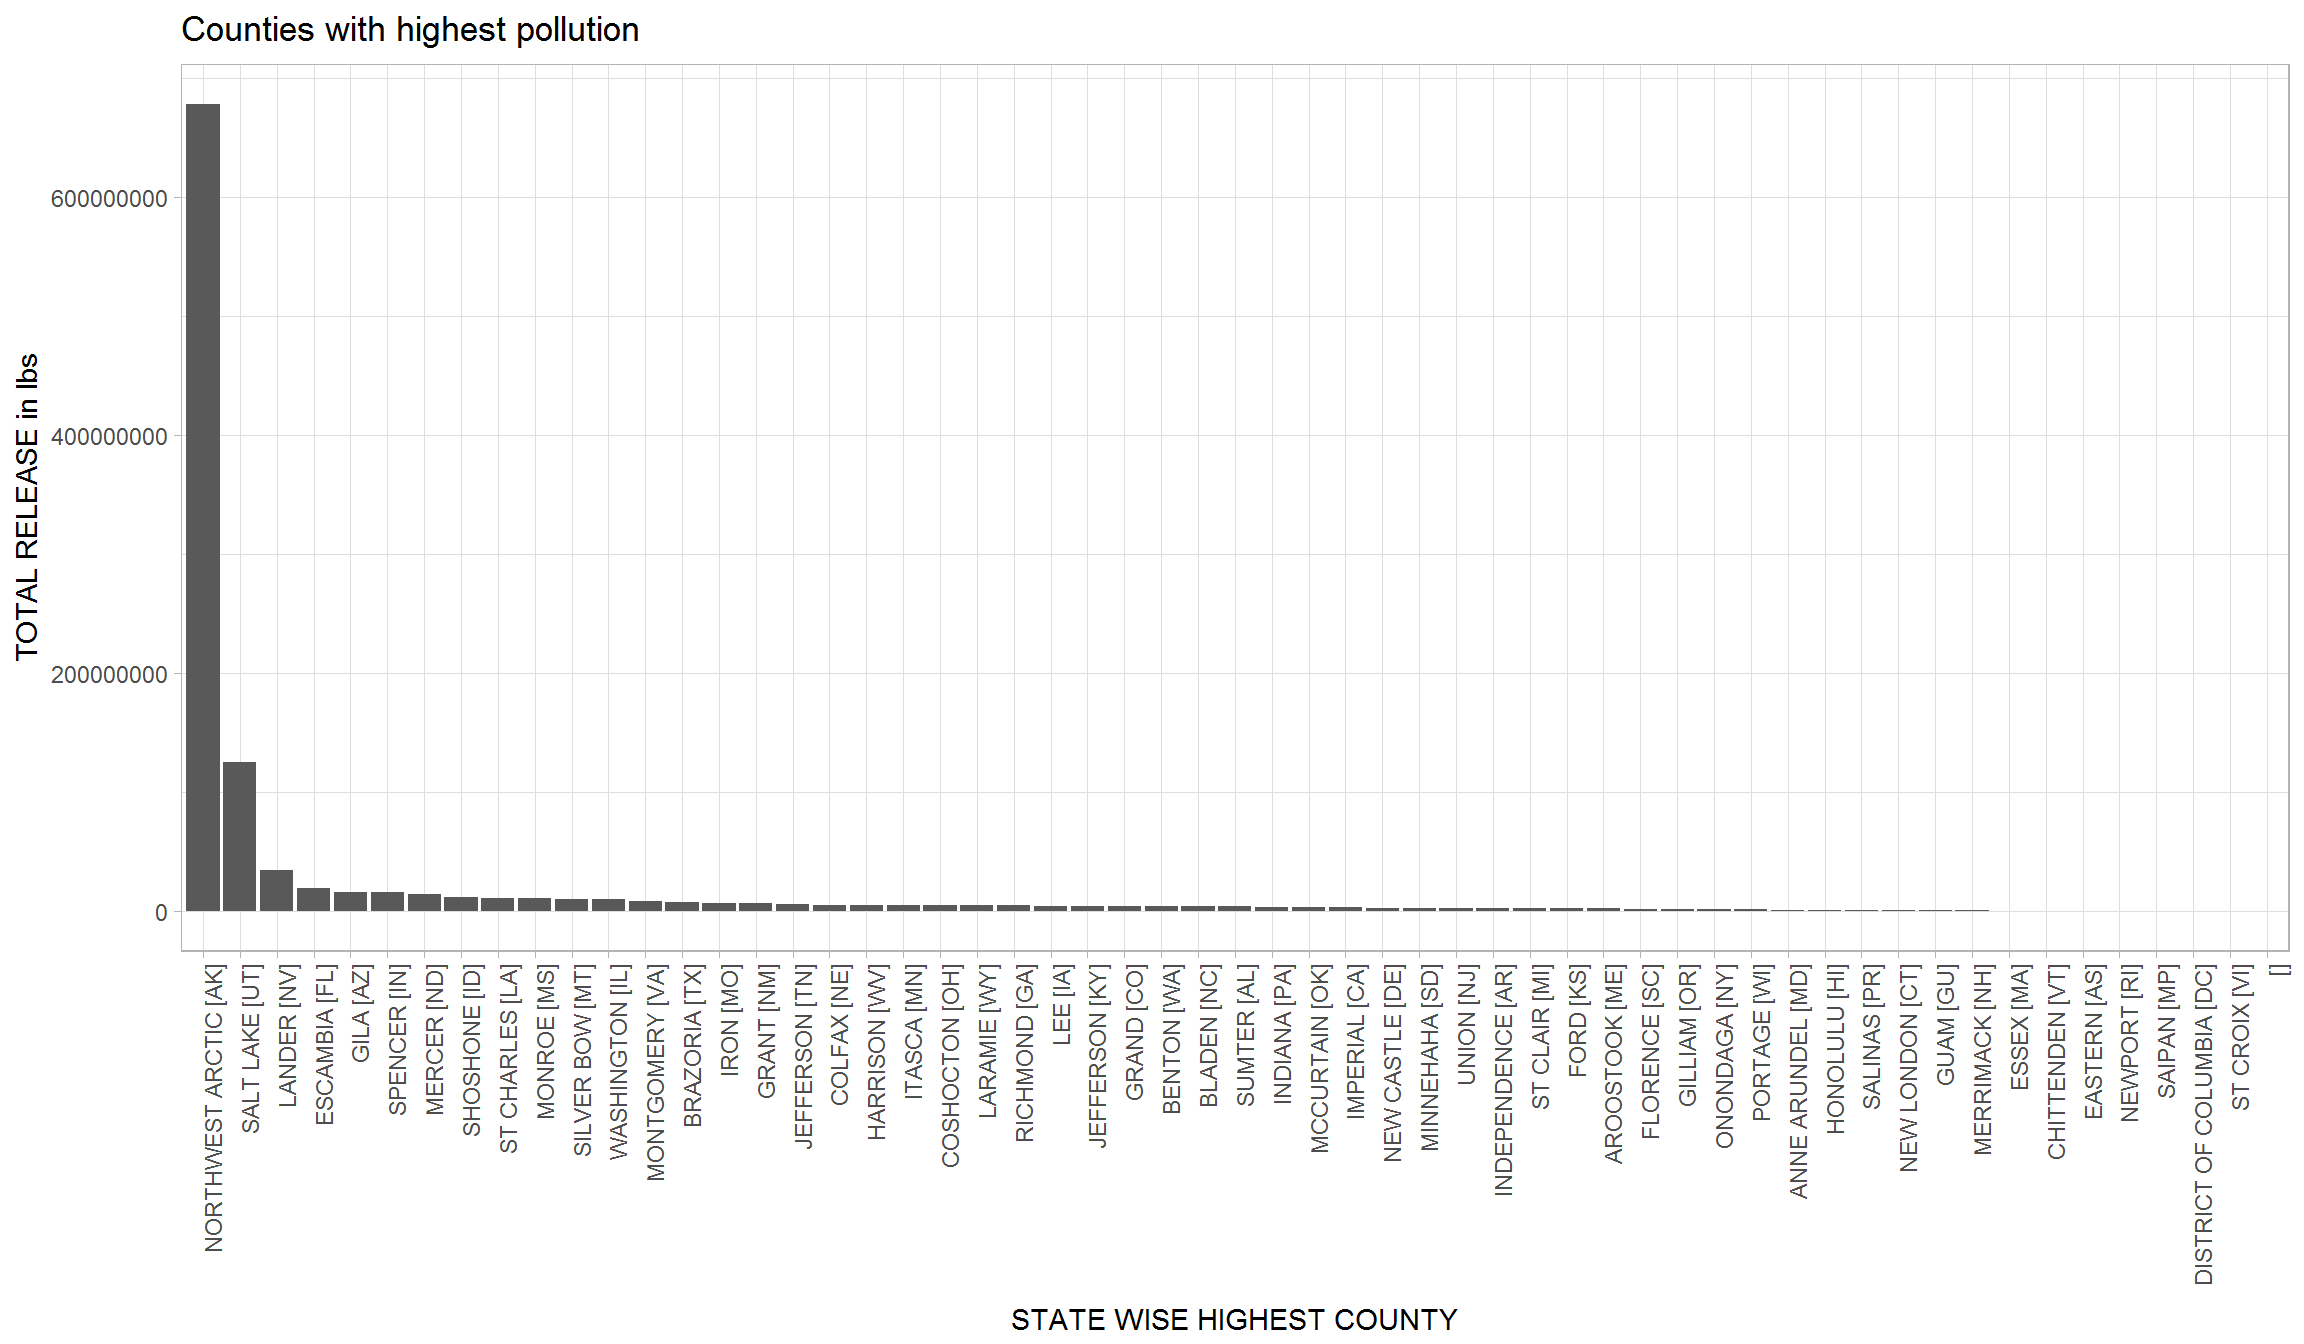 Counties with highest pollution
TOTAL RELEASE in lbs
600000000
400000000
200000000
0
NORTHWEST ARCTIC [AK]
SALT LAKE [UT]
LANDER [NV]
ESCAMBIA [FL]
GILA [AZ]
SPENCER [IN]
MERCER [ND]
SHOSHONE [ID]
ST CHARLES [LA]
MONROE [MS]
SILVER BOW [MT]
WASHINGTON [IL]
MONTGOMERY [VA]
BRAZORIA [TX]
IRON [MO]
GRANT [NM]
JEFFERSON [TN]
COLFAX [NE]
HARRISON [WV]
ITASCA [MN]
COSHOCTON [OH]
LARAMIE [WY]
RICHMOND [GA]
LEE [IA]
JEFFERSON [KY]
GRAND [CO]
BENTON [WA]
BLADEN [NC]
SUMTER [AL]
INDIANA [PA]
MCCURTAIN [OK]
IMPERIAL [CA]
NEW CASTLE [DE]
MINNEHAHA [SD]
UNION [NJ]
INDEPENDENCE [AR]
ST CLAIR [MI]
FORD [KS]
AROOSTOOK [ME]
FLORENCE [SC]
GILLIAM [OR]
ONONDAGA [NY]
PORTAGE [WI]
ANNE ARUNDEL [MD]
HONOLULU [HI]
SALINAS [PR]
NEW LONDON [CT]
GUAM [GU]
MERRIMACK [NH]
ESSEX [MA]
CHITTENDEN [VT]
EASTERN [AS]
NEWPORT [RI]
SAIPAN [MP]
DISTRICT OF COLUMBIA [DC]
ST CROIX [VI]
[]
STATE WISE HIGHEST COUNTY